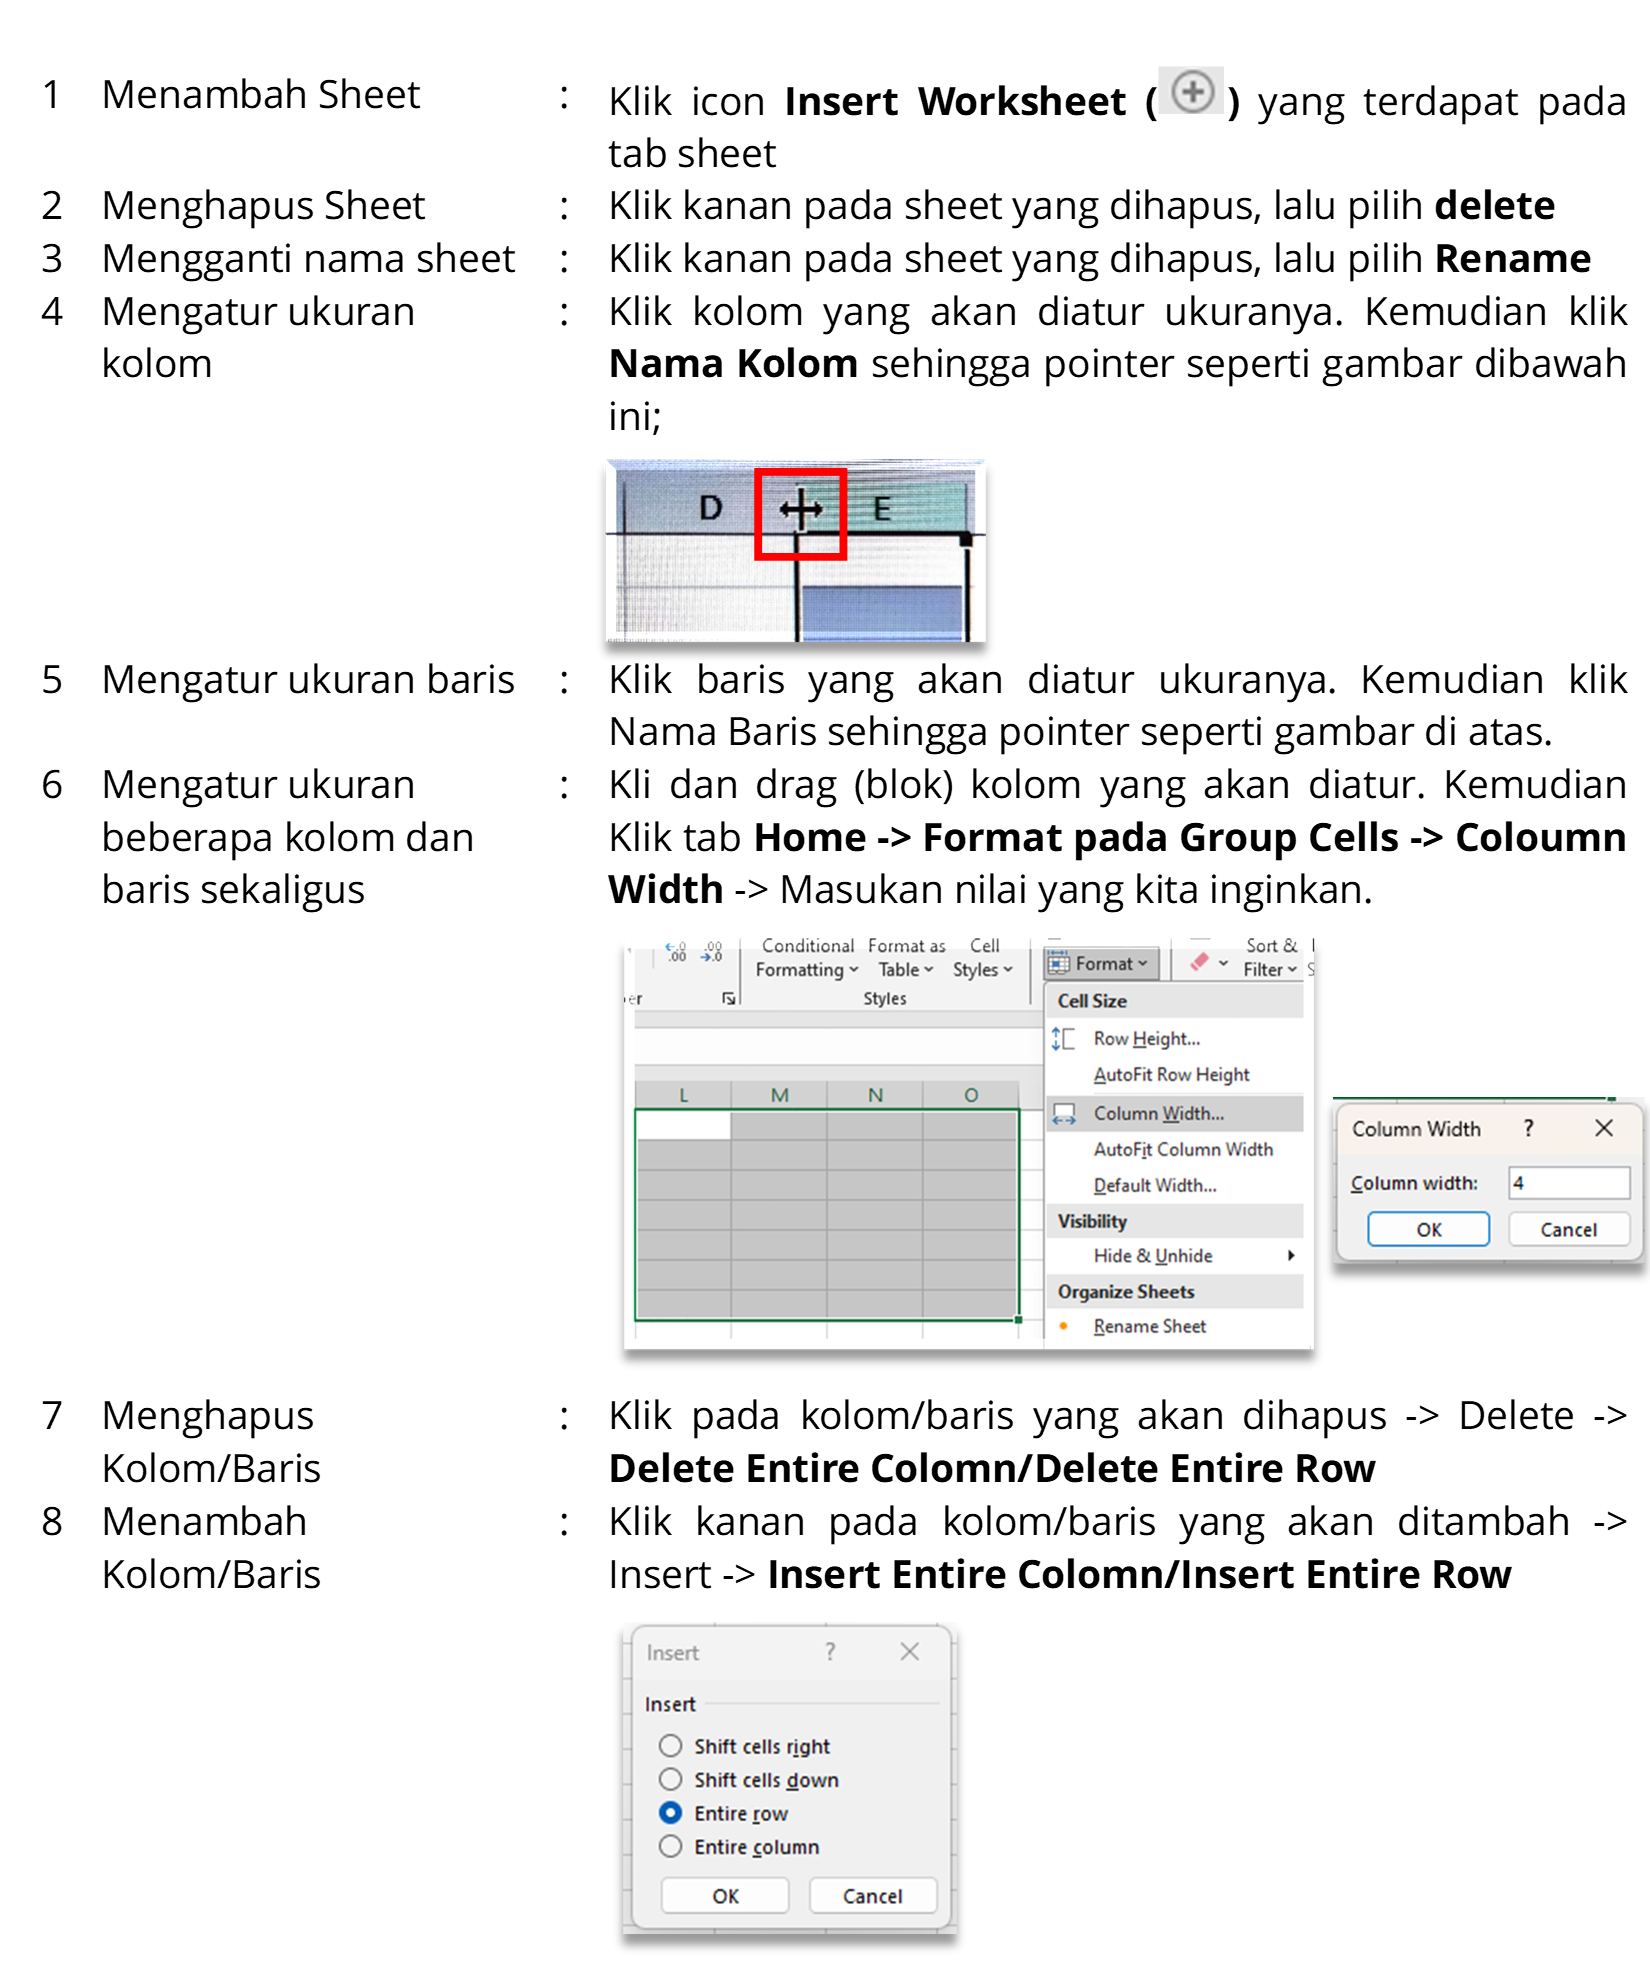 1 Menambah Sheet : Klik icon Insert Worksheet ( ) yang terdapat pada
tab sheet
2 Menghapus Sheet : Klik kanan pada sheet yang dihapus, lalu pilih delete
3 Mengganti nama sheet : Klik kanan pada sheet yang dihapus, lalu pilih Rename
4 Mengatur ukuran : Klik kolom yang akan diatur ukuranya. Kemudian klik
kolom Nama Kolom sehingga pointer seperti gambar dibawah
ini;
D E
5 Mengatur ukuran baris : Klik baris yang akan diatur ukuranya. Kemudian klik
Nama Baris sehingga pointer seperti gambar di atas.
6 Mengatur ukuran : Kli dan drag (blok) kolom yang akan diatur. Kemudian
beberapa kolom dan Klik tab Home -> Format pada Group Cells -> Coloumn
baris sekaligus Width -> Masukan nilai yang kita inginkan.
Conditional Format as Cell Sort &
.00 .0 Formatting Table Styles Format Filter
Styles
Cell Size
Row Height...
AutoFit Row Height
L M N O
Column Width...
AutoFit Column Width
Default Width...
Visibility
Hide & Unhide
Organize Sheets
Rename Sheet
Column Width ? ×
Column width: 4
OK Cancel
7 Menghapus : Klik pada kolom/baris yang akan dihapus -> Delete ->
Kolom/Baris Delete Entire Colomn/Delete Entire Row
8 Menambah : Klik kanan pada kolom/baris yang akan ditambah ->
Kolom/Baris Insert -> Insert Entire Colomn/Insert Entire Row
Insert ? ×
Insert
Shift cells right
Shift cells down
Entire row
Entire column
OK Cancel